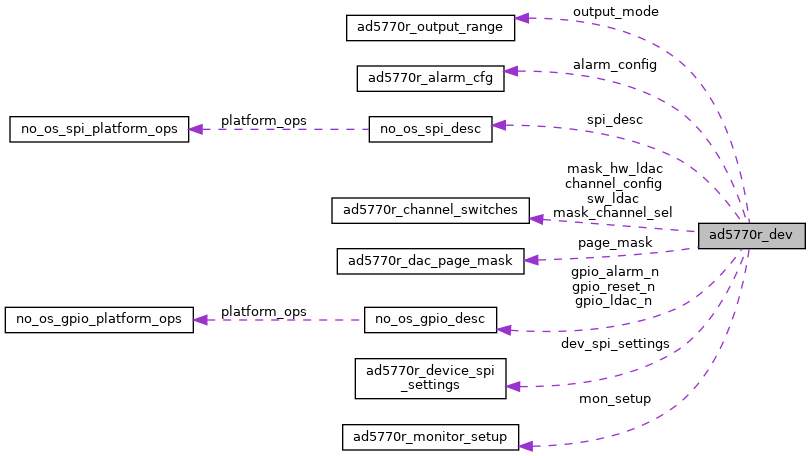 output_mode
ad5770r_output_range
alarm_config
ad5770r_alarm_cfg
platform_ops
spi_desc
no_os_spi_platform_ops
no_os_spi_desc
mask_hw_ldac
channel_config
sw_ldac
mask_channel_sel
ad5770r_channel_switches
ad5770r_dev
page_mask
ad5770r_dac_page_mask
gpio_alarm_n
gpio_reset_n
gpio_ldac_n
platform_ops
no_os_gpio_platform_ops
no_os_gpio_desc
dev_spi_settings
ad5770r_device_spi
_settings
mon_setup
ad5770r_monitor_setup